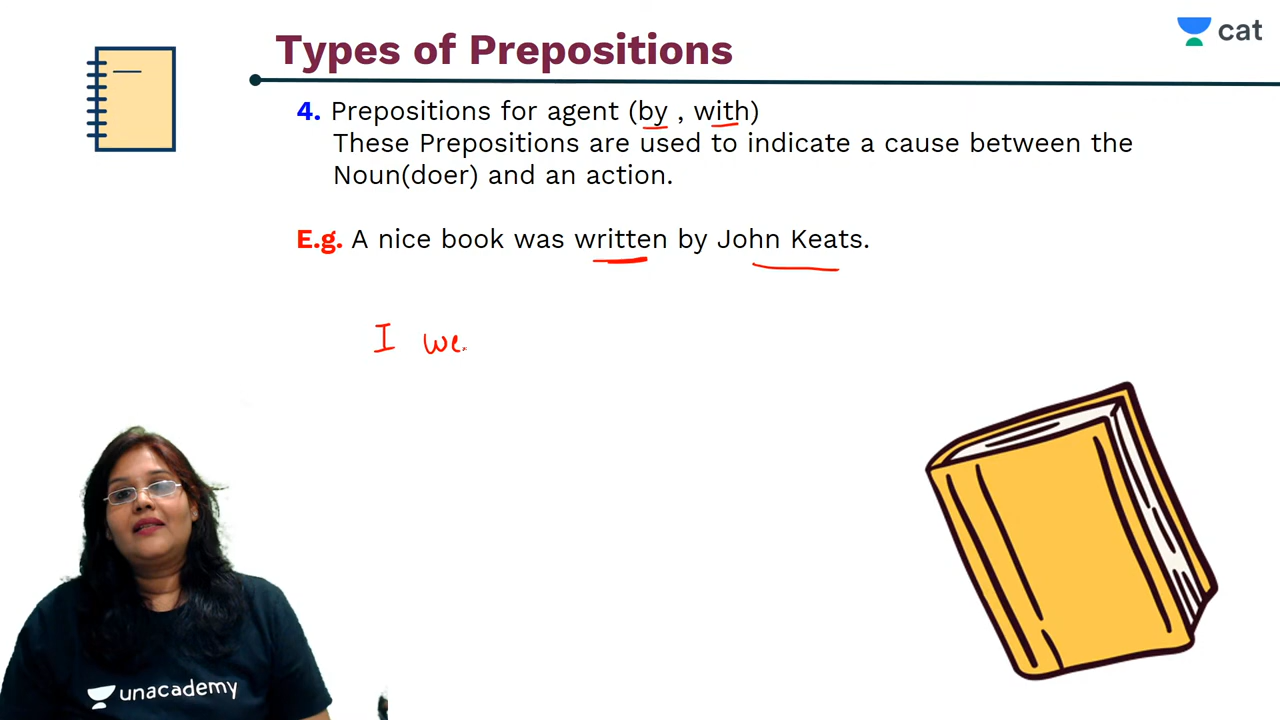 Types of Prepositions
cat
4. Prepositions for agent (by , with)
These Prepositions are used to indicate a cause between the
Noun(doer) and an action.
E.g. A nice book was written by John Keats.
I we
unacademy